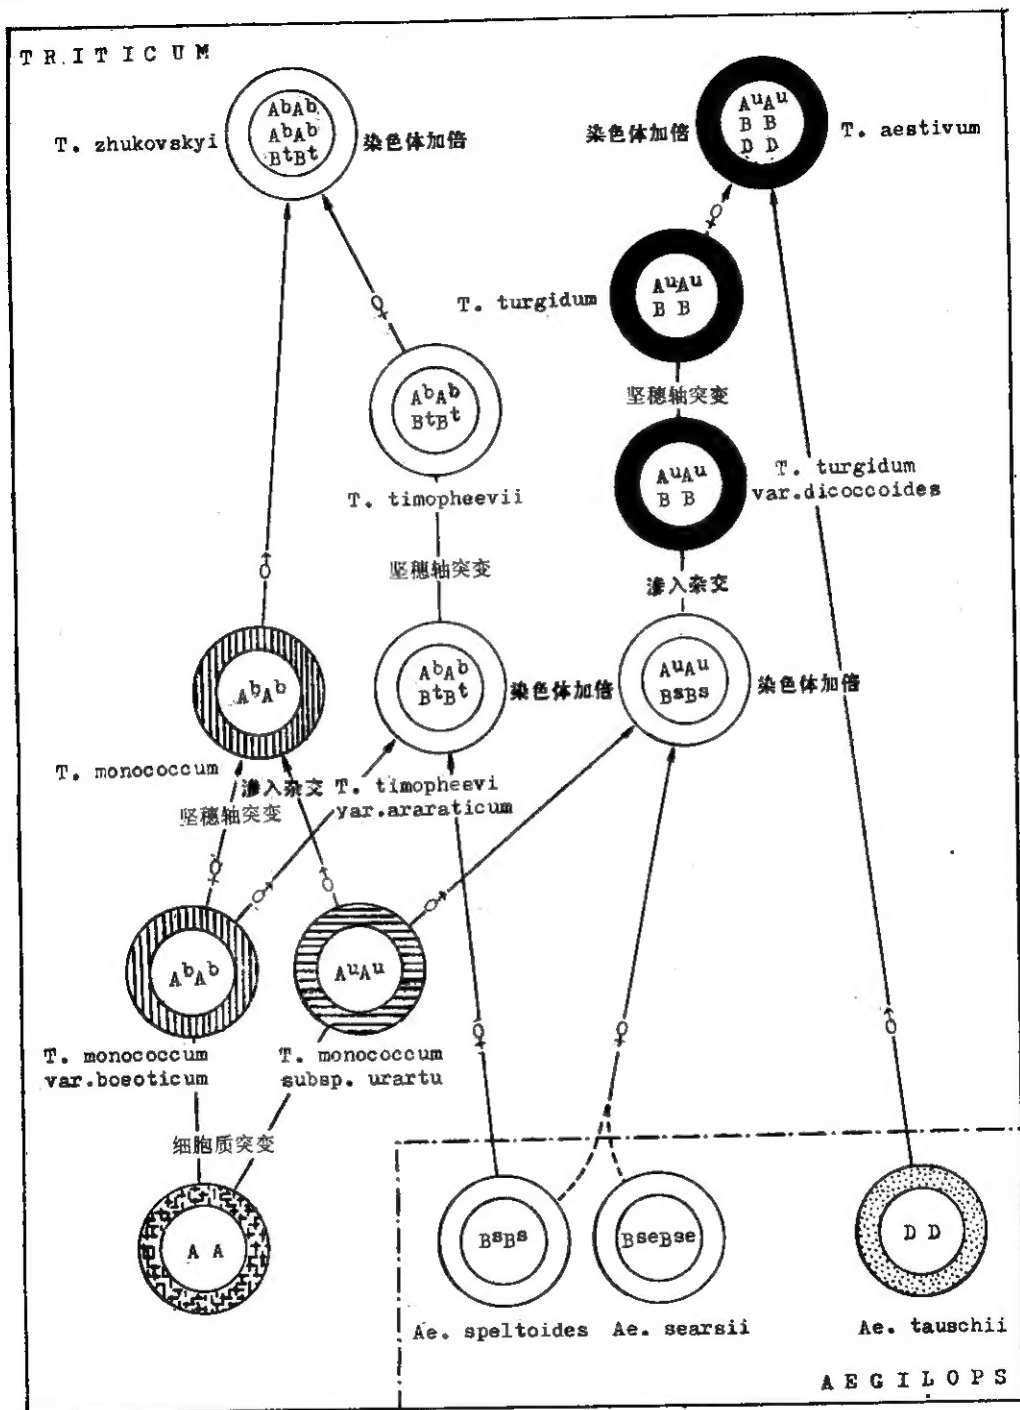 TRITICUM
AbAb
AbAb
BtBt
T. zhukovskyi
染色体加倍
AuAu
B B
D D
染色体加倍
T. aestivum
♀
♀
AuAu
B B
T. turgidum
AbAb
BtBt
T. timopheevii
坚穗轴突变
AuAu
B B
T. turgidum
var.dicoccoides
♂
坚穗轴突变
渗入杂交
AbAb
T. monococcum
AbAb
BtBt
染色体加倍
T. timopheevi
var.araraticum
AuAu
BsBs
染色体加倍
渗入杂交
坚穗轴突变
♀
♂
♂
♂
AbAb
T. monococcum
var.boeoticum
AuAu
T. monococcum
subsp. urartu
♀
♀
♂
细胞质突变
A A
BsBs
Ae. speltoides
BseBse
Ae. searsii
D D
Ae. tauschii
AEGILOPS